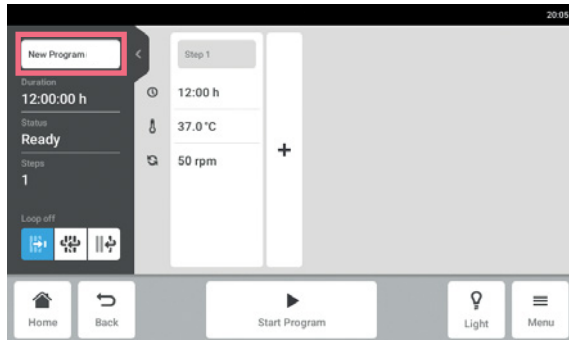 20:05
New Program
Duration
12:00:00 h
Status
Ready
Steps
1
Loop off
Step 1
12:00 h
37.0 °C
50 rpm
+
Home
Back
Start Program
Light
Menu